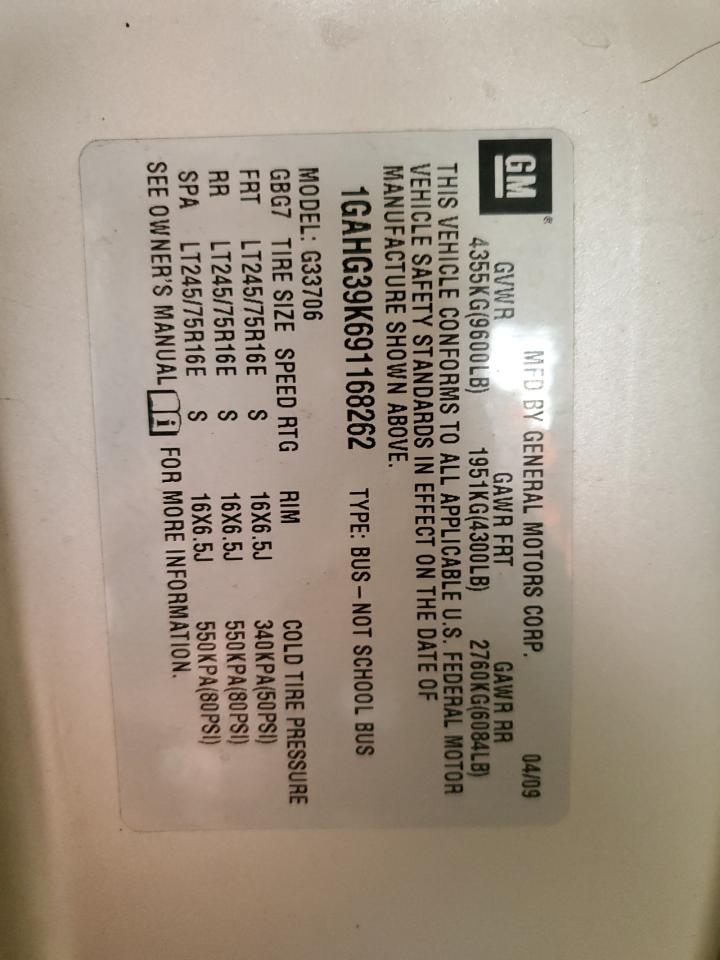 GM ®
MFD BY GENERAL MOTORS CORP. 04/09
GVWR GAWR FRT GAWR RR
4355KG(9600LB) 1951KG(4300LB) 2760KG(6084LB)
THIS VEHICLE CONFORMS TO ALL APPLICABLE U.S. FEDERAL MOTOR
VEHICLE SAFETY STANDARDS IN EFFECT ON THE DATE OF
MANUFACTURE SHOWN ABOVE.
1GAHG39K691168262 TYPE: BUS–NOT SCHOOL BUS
MODEL: G33706
GBG7 TIRE SIZE SPEED RTG RIM COLD TIRE PRESSURE
FRT LT245/75R16E S 16X6.5J 340KPA(50PSI)
RR LT245/75R16E S 16X6.5J 550KPA(80PSI)
SPA LT245/75R16E S 16X6.5J 550KPA(80PSI)
SEE OWNER'S MANUAL i FOR MORE INFORMATION.